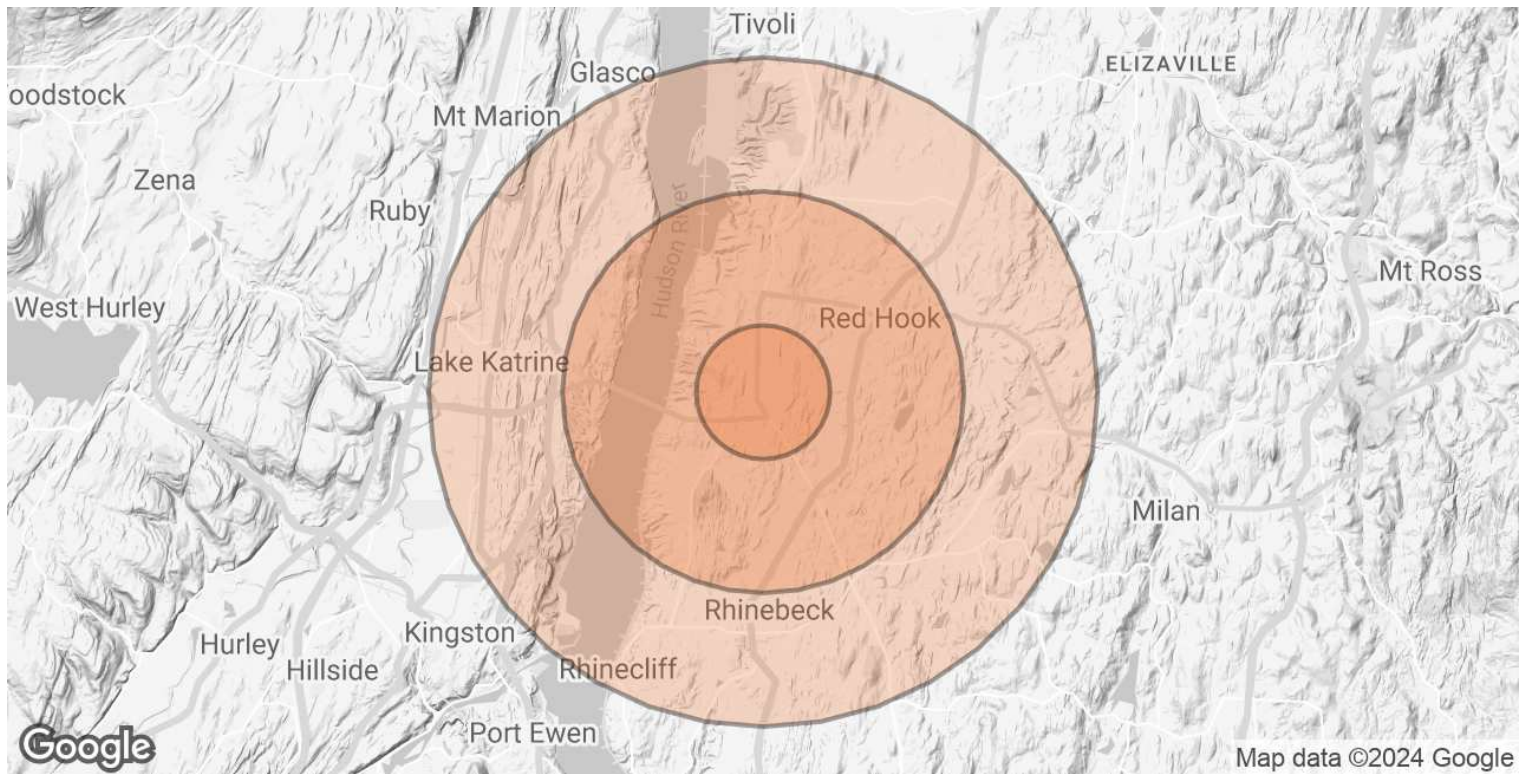 Tivoli
Glasco
ELIZAVILLE
oodstock
Mt Marion
Zena
Ruby
Hudson River
Mt Ross
West Hurley
Red Hook
Lake Katrine
Milan
Rhinebeck
Kingston
Hurley
Hillside
Rhinecliff
Port Ewen
Google
Map data ©2024 Google